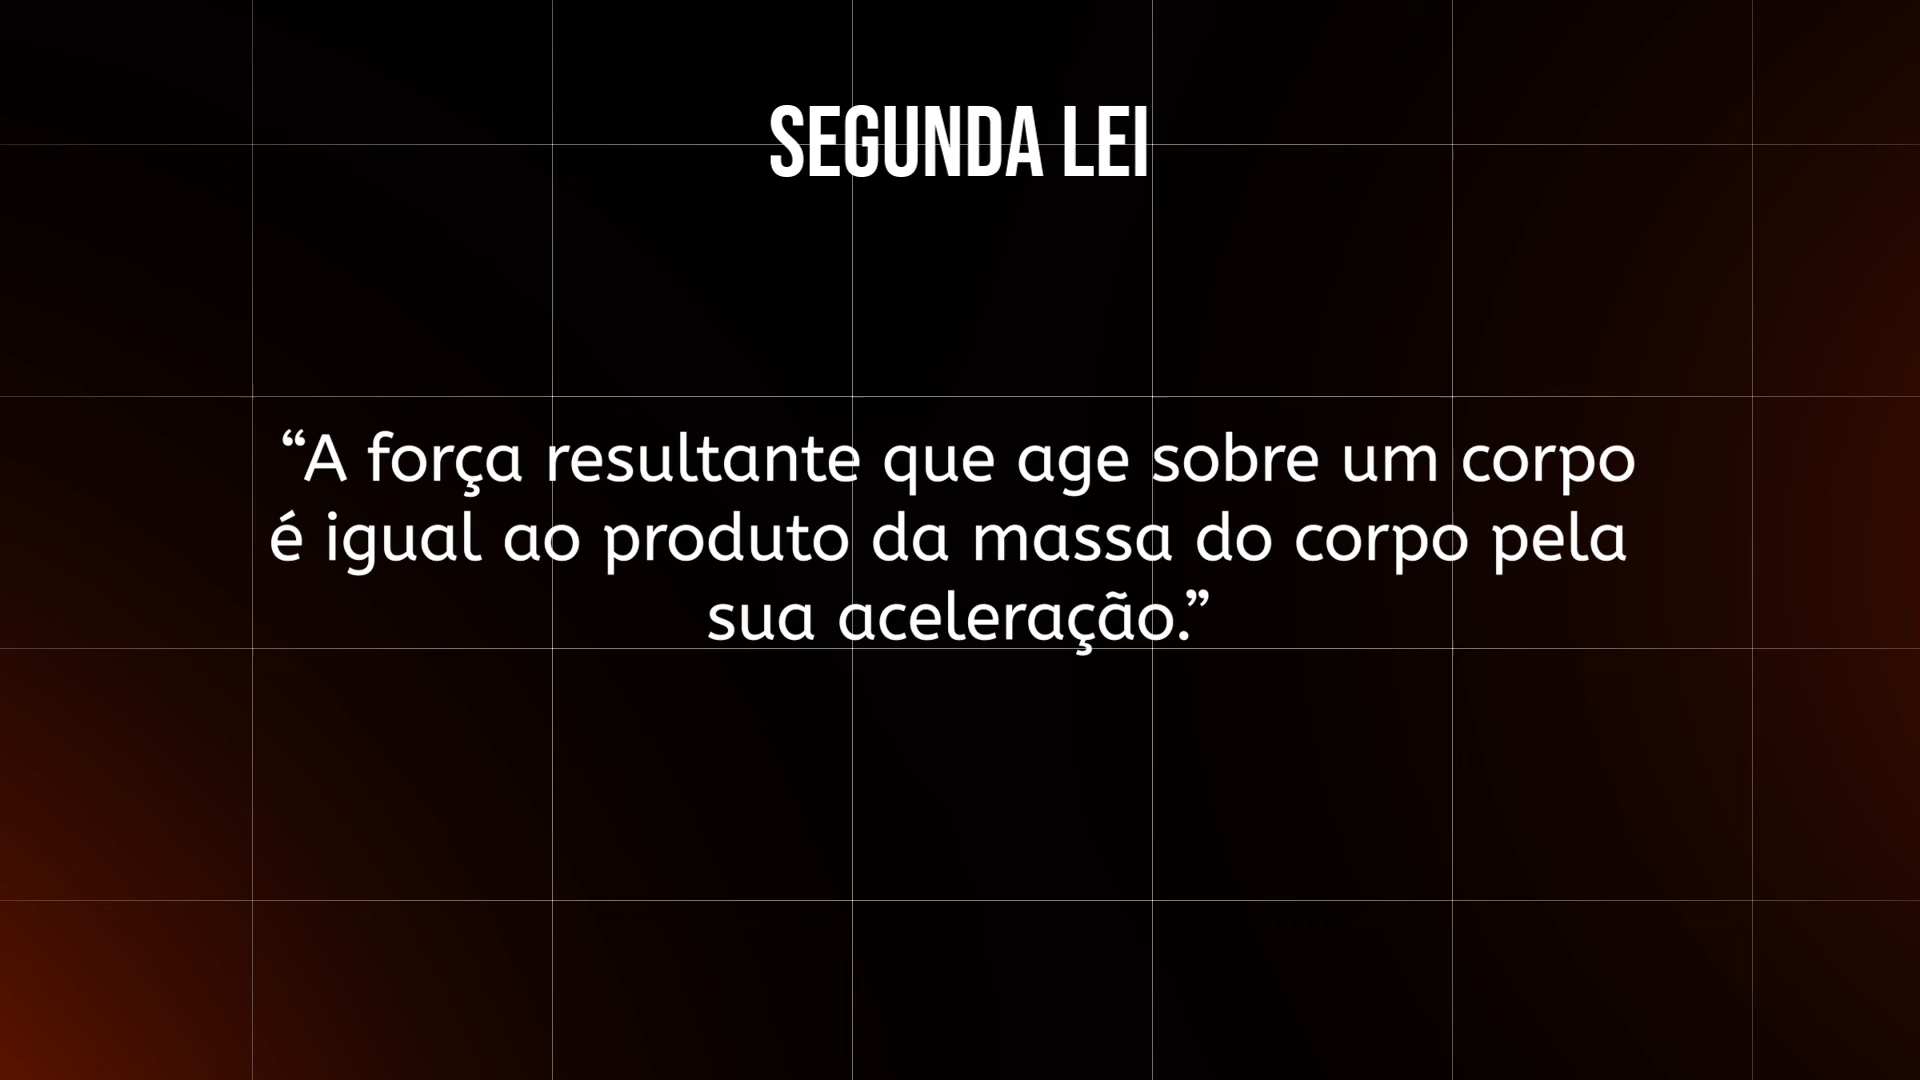 SEGUNDA LEI
“A força resultante que age sobre um corpo
é igual ao produto da massa do corpo pela
sua aceleração.”